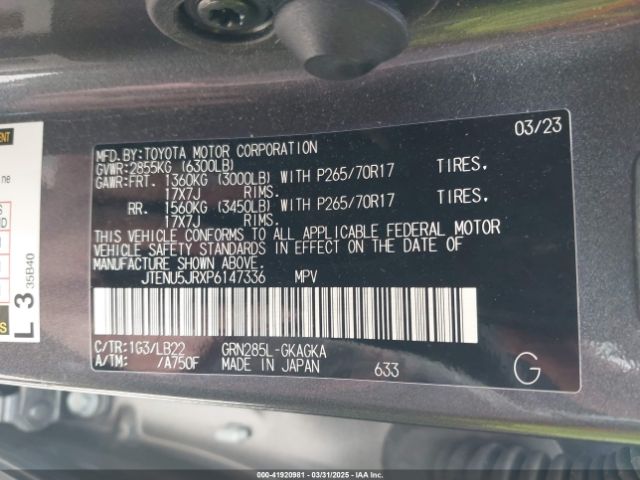 03/23
MFD.BY:TOYOTA MOTOR CORPORATION
GVWR:2855KG (6300LB)
GAWR:FRT. 1360KG (3000LB) WITH P265/70R17 TIRES.
17X7J RIMS.
RR. 1560KG (3450LB) WITH P265/70R17 TIRES.
17X7J RIMS.
THIS VEHICLE CONFORMS TO ALL APPLICABLE FEDERAL MOTOR
VEHICLE SAFETY STANDARDS IN EFFECT ON THE DATE OF
MANUFACTURE SHOWN ABOVE.
JTENU5JRXP6147336 MPV
C/TR:1G3/LB22 GRN285L-GKAGKA
A/TM: /A750F MADE IN JAPAN 633 G
L 3
35B40
000-41920981 - 03/31/2025 - IAAI.com